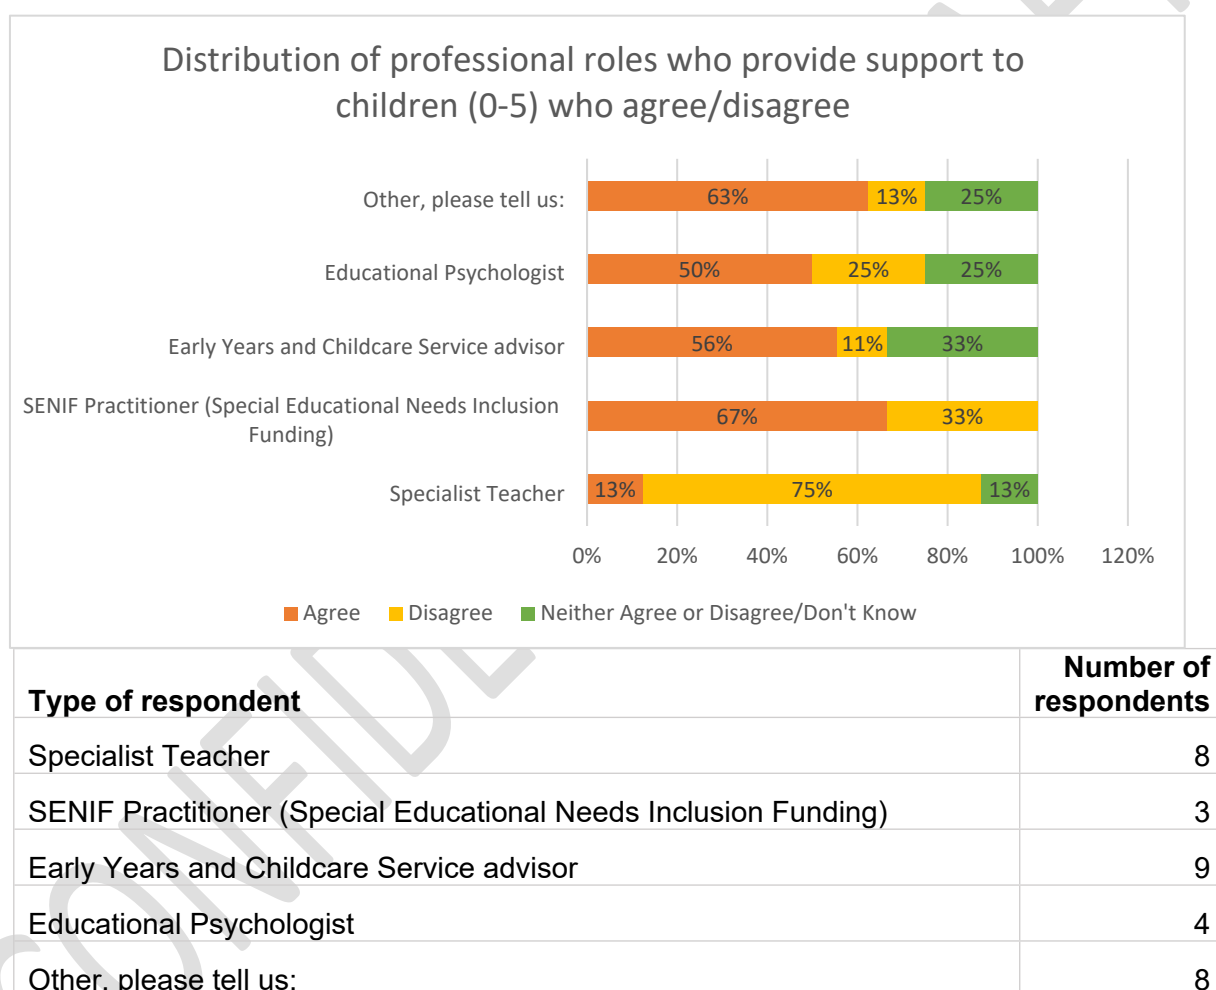 Distribution of professional roles who provide support to
children (0-5) who agree/disagree
Other, please tell us:
63% 13% 25%
Educational Psychologist
50% 25% 25%
Early Years and Childcare Service advisor
56% 11% 33%
SENIF Practitioner (Special Educational Needs Inclusion
Funding)
67% 33%
Specialist Teacher
13% 75% 13%
0% 20% 40% 60% 80% 100% 120%
Agree Disagree Neither Agree or Disagree/Don't Know
Type of respondent Number of
respondents
Specialist Teacher 8
SENIF Practitioner (Special Educational Needs Inclusion Funding) 3
Early Years and Childcare Service advisor 9
Educational Psychologist 4
Other, please tell us: 8